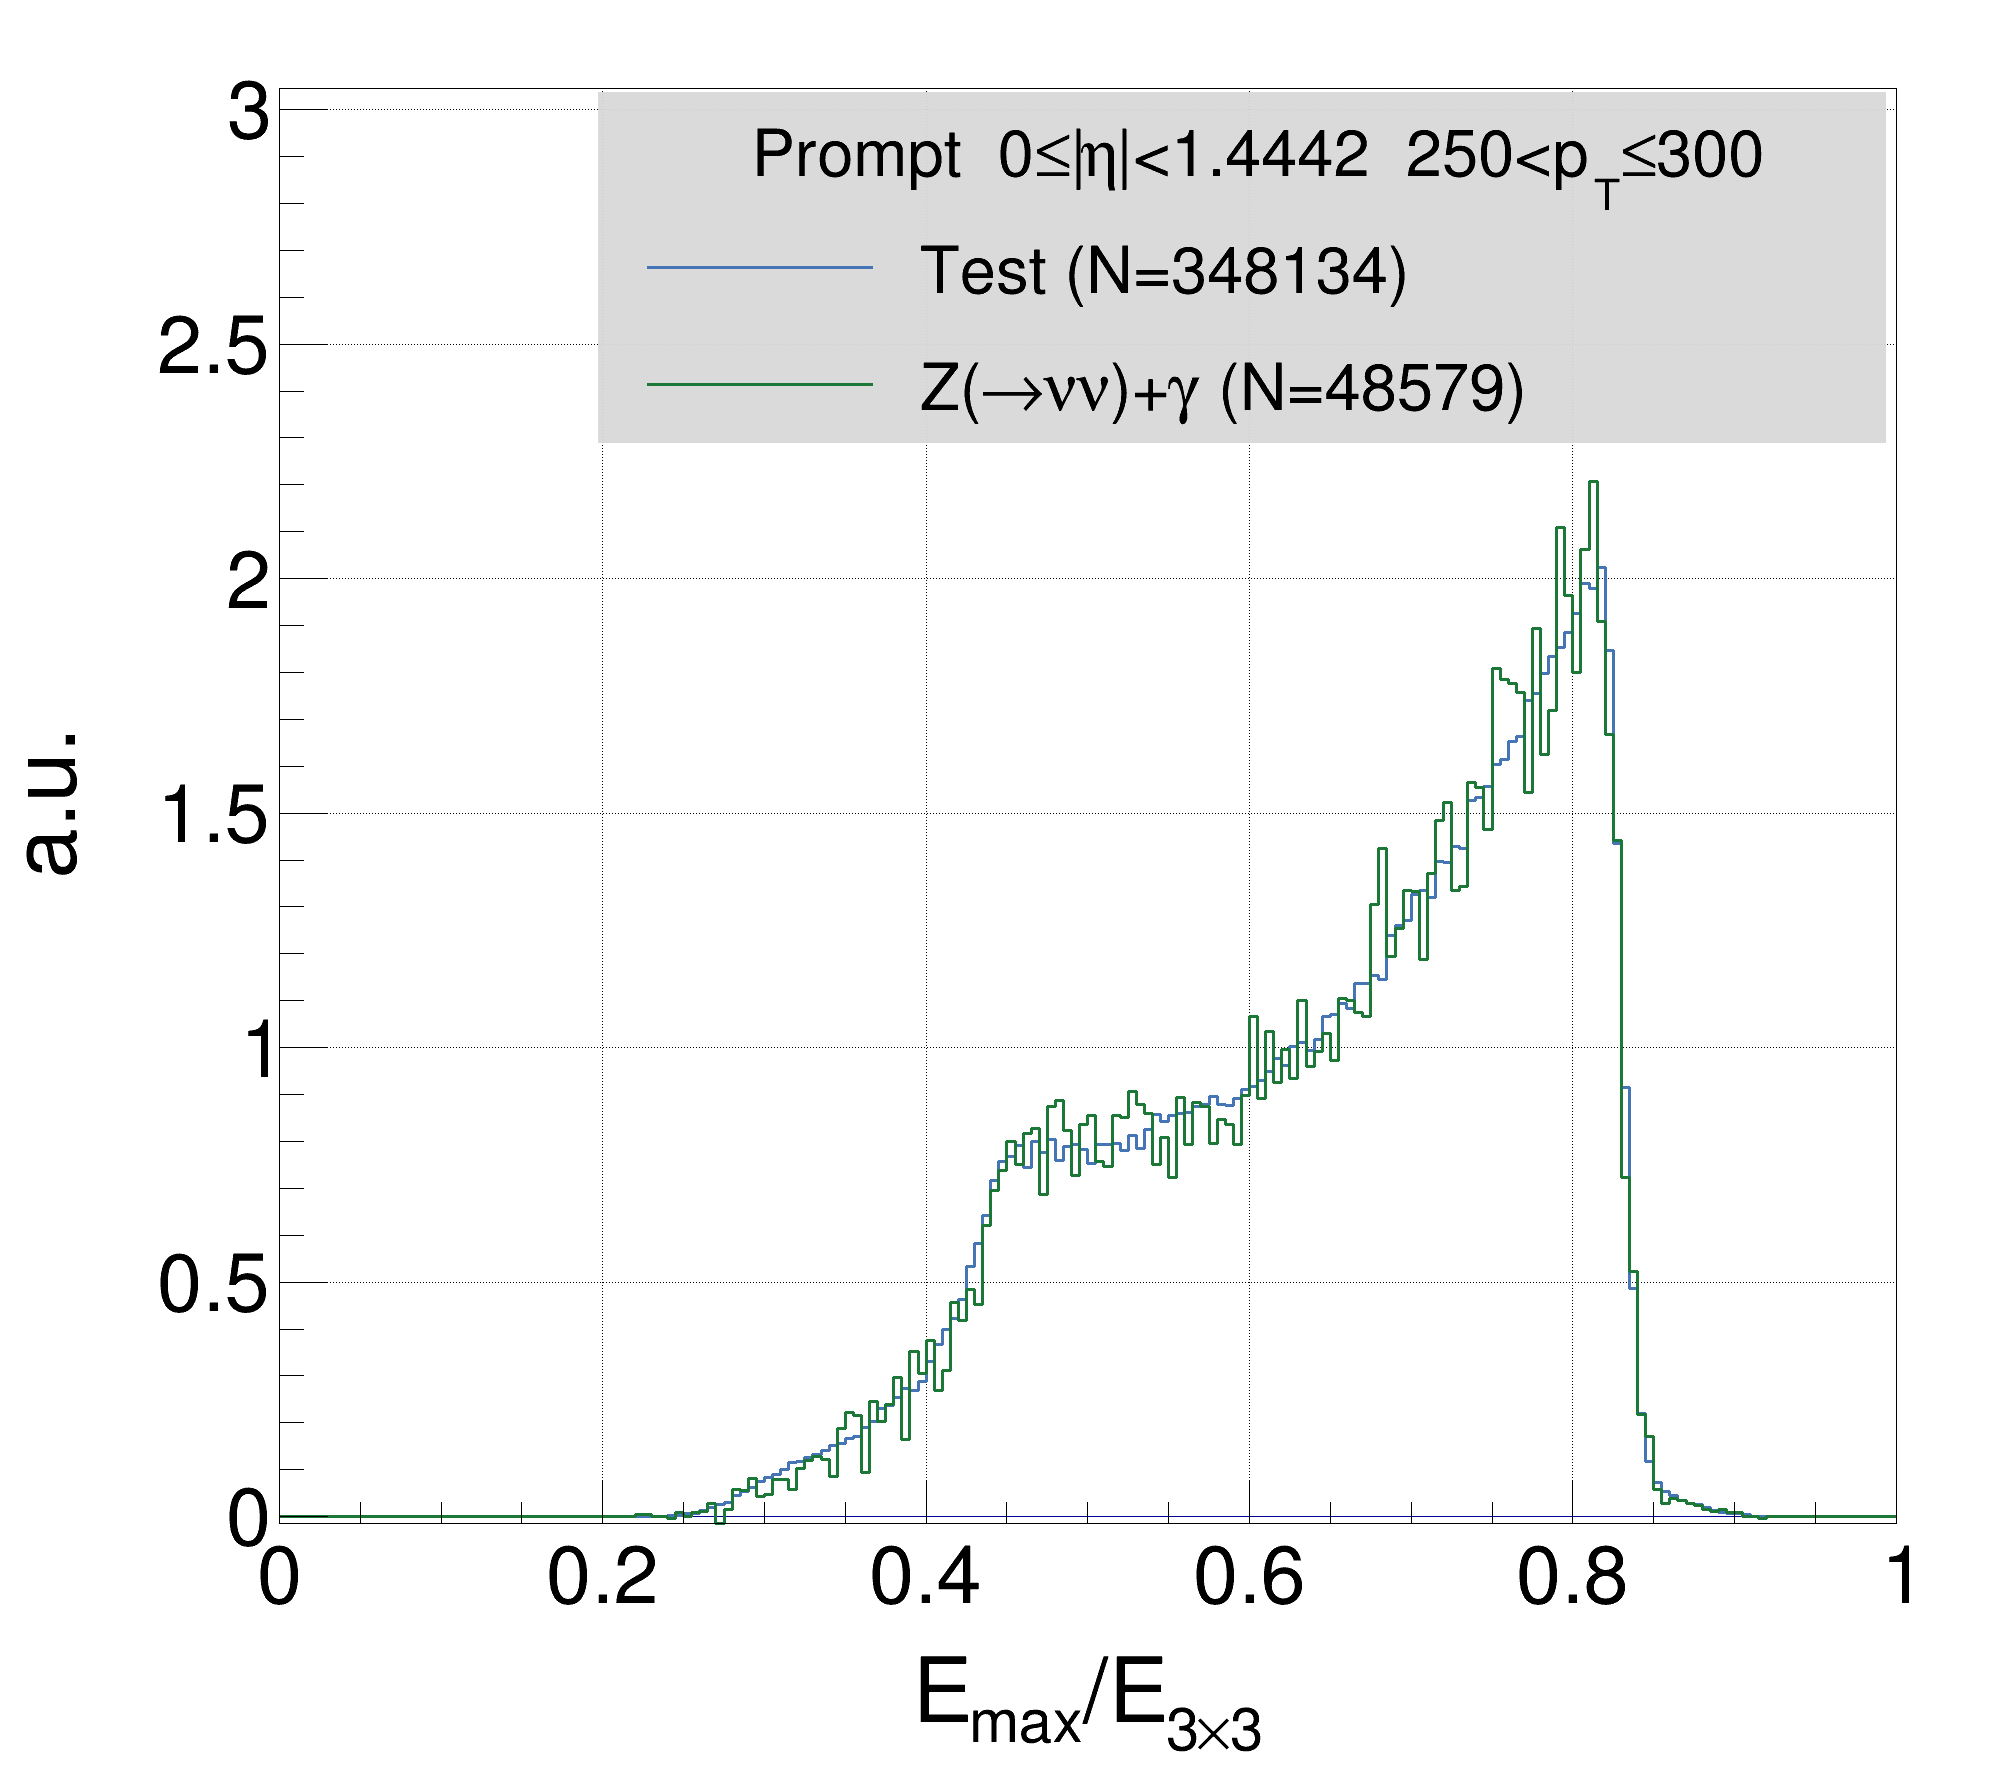 Prompt 0≤|η|<1.4442 250<p_T≤300
Test (N=348134)
Z(→νν)+γ (N=48579)
3
2.5
2
1.5
1
0.5
0
a.u.
0 0.2 0.4 0.6 0.8 1
E_max/E_3×3